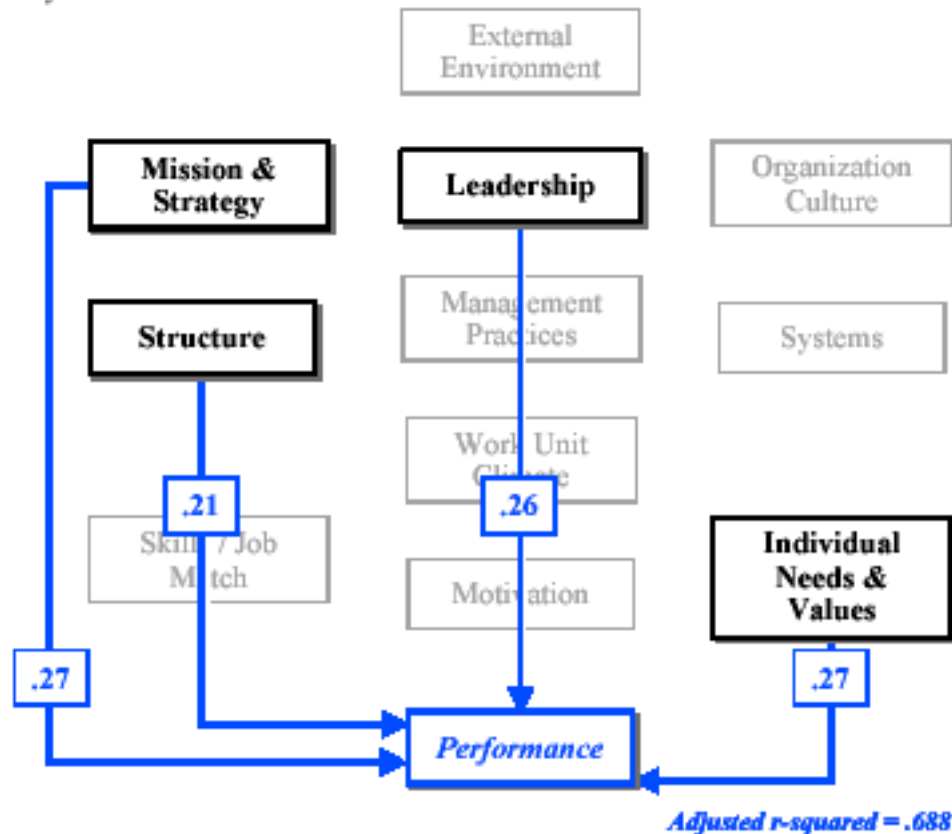 External
Environment
Mission &
Strategy
Leadership
Organization
Culture
Structure
Management
Practices
Systems
.21
Work Unit
Climate
.26
Skills / Job
Match
Motivation
Individual
Needs &
Values
.27
.27
Performance
Adjusted r-squared = .688